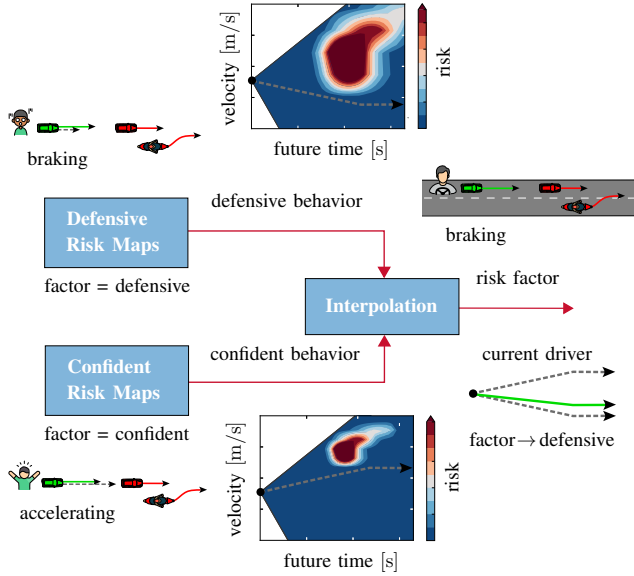 velocity [m/s]
risk
future time [s]
braking
braking
defensive behavior
Defensive
Risk Maps
factor = defensive
Interpolation
risk factor
confident behavior
Confident
Risk Maps
factor = confident
current driver
factor→defensive
velocity [m/s]
risk
accelerating
future time [s]